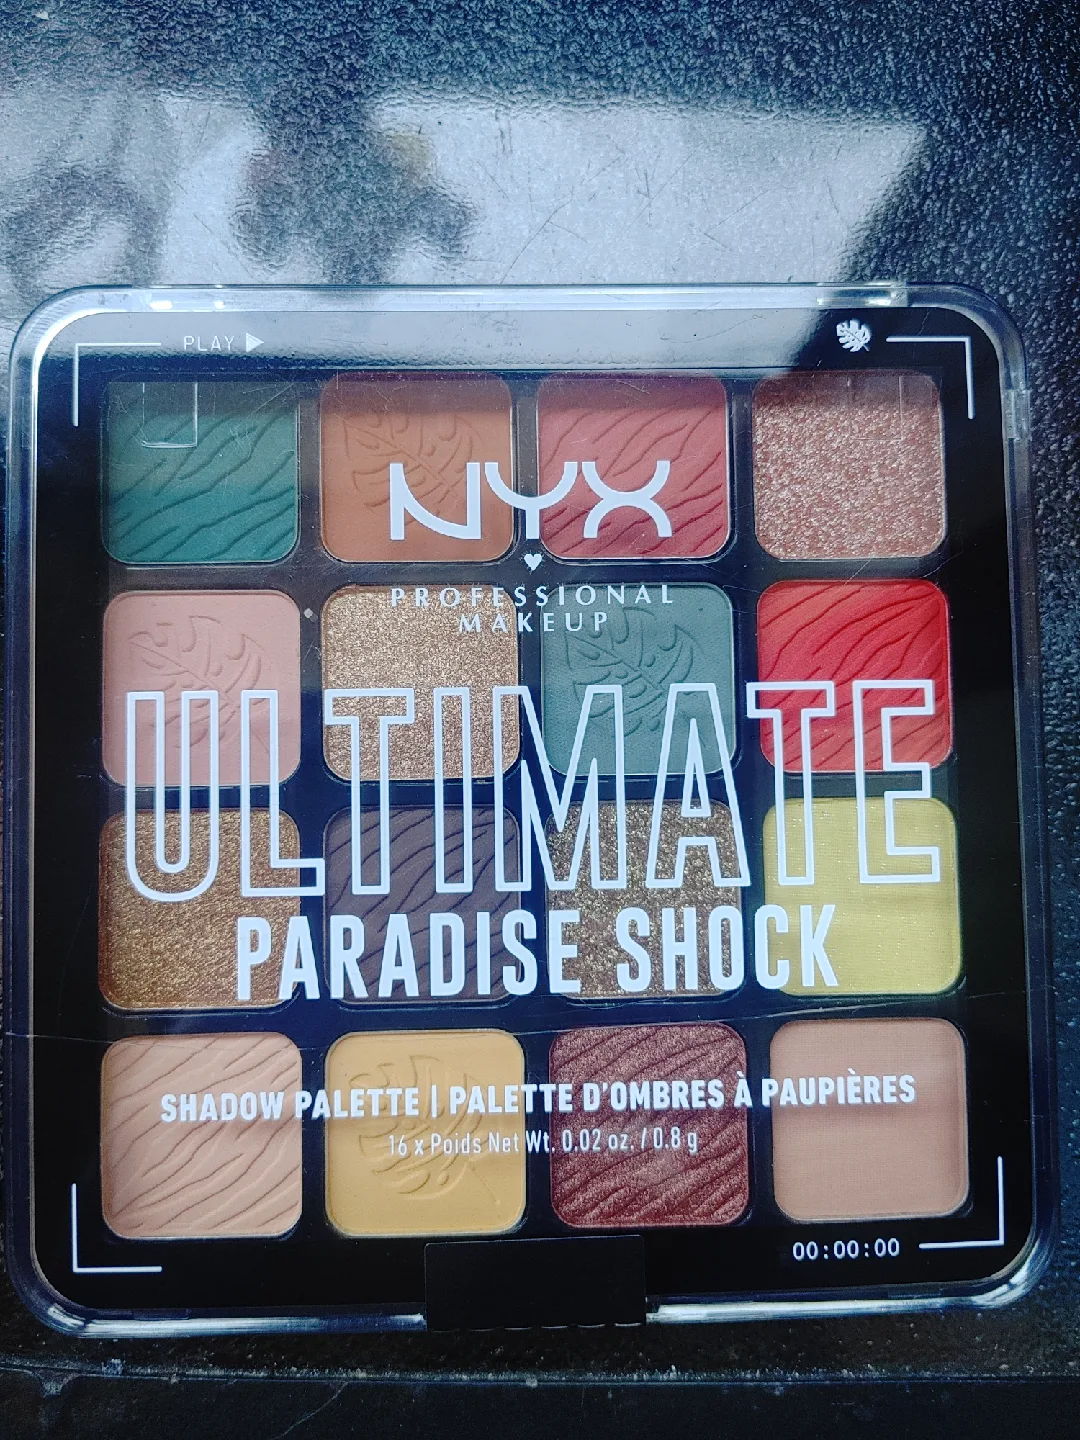 PLAY
NYX
PROFESSIONAL
MAKEUP
ULTIMATE
PARADISE SHOCK
SHADOW PALETTE | PALETTE D'OMBRES À PAUPIÈRES
16 x Poids Net Wt. 0.02 oz. / 0.8 g
00:00:00